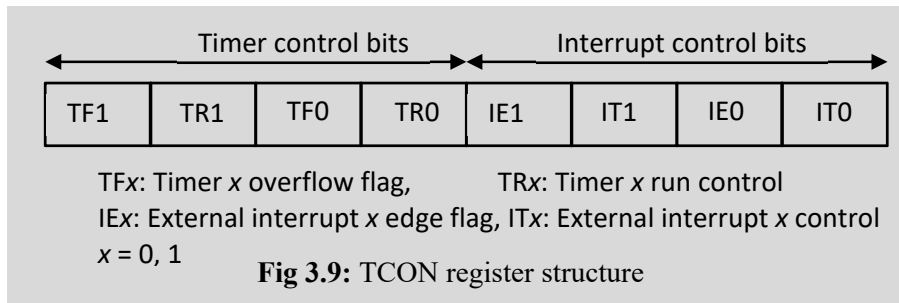 Timer control bits Interrupt control bits
TF1 TR1 TF0 TR0 IE1 IT1 IE0 IT0
TFx: Timer x overflow flag, TRx: Timer x run control
IEx: External interrupt x edge flag, ITx: External interrupt x control
x = 0, 1
Fig 3.9: TCON register structure